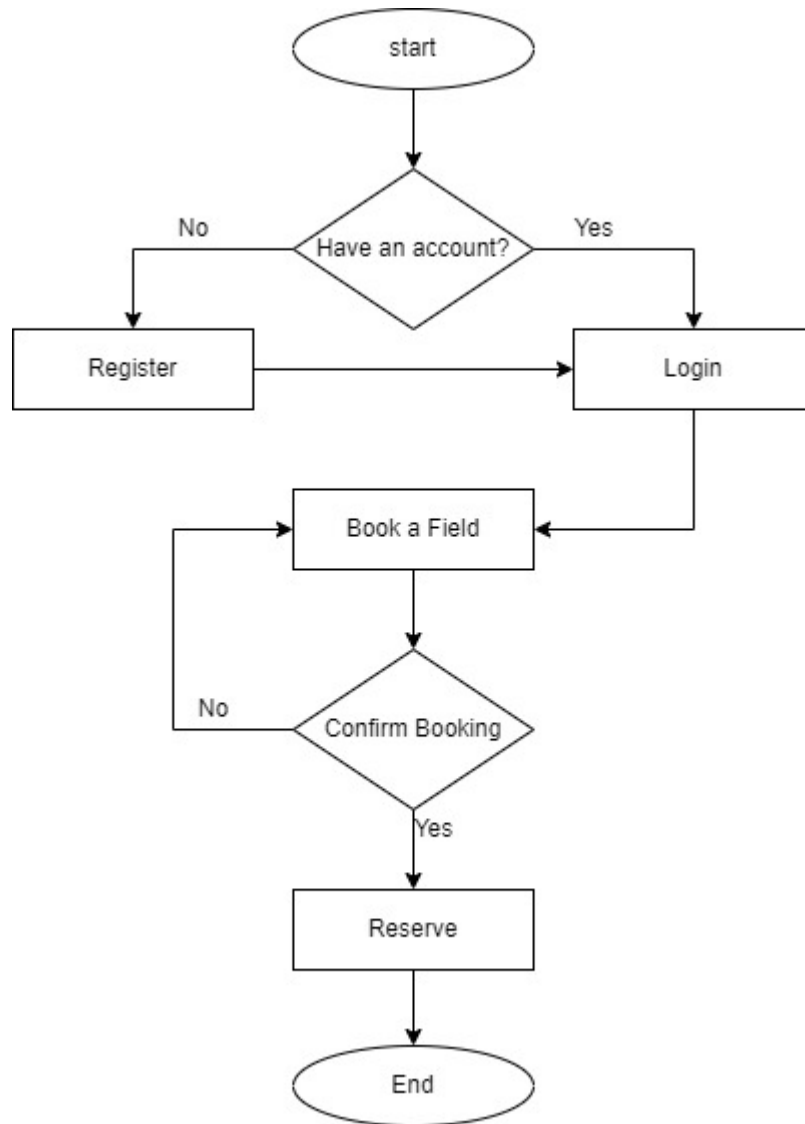 start
No
Yes
Have an account?
Register
Login
Book a Field
No
Confirm Booking
Yes
Reserve
End